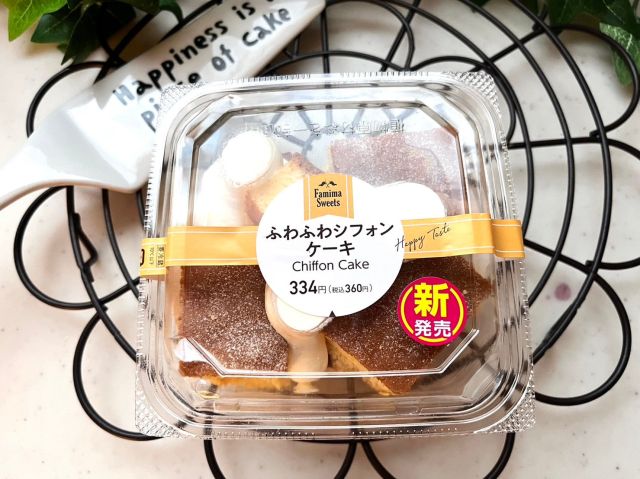 Happiness is a
piece of cake
Famima
Sweets
ふわふわシフォン
ケーキ
Chiffon Cake
334円(税込360円)
Happy Taste
新
発売